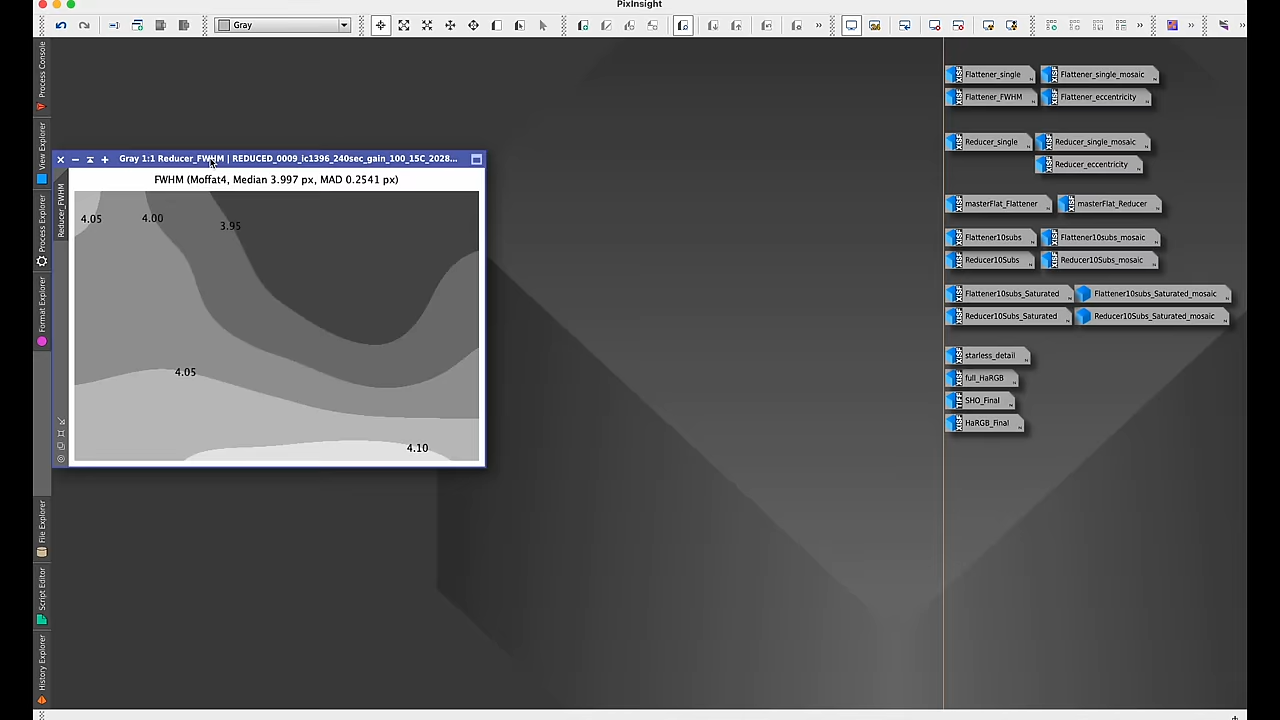 PixInsight
Gray
Process Console
View Explorer
Process Explorer
Format Explorer
File Explorer
Script Editor
History Explorer
Gray 1:1 Reducer_FWHM | REDUCED_0009_ic1396_240sec_gain_100_15C_2028...
Reducer_FWHM
FWHM (Moffat4, Median 3.997 px, MAD 0.2541 px)
4.05
4.00
3.95
4.05
4.10
Flattener_single
Flattener_single_mosaic
Flattener_FWHM
Flattener_eccentricity
Reducer_single
Reducer_single_mosaic
Reducer_eccentricity
masterFlat_Flattener
masterFlat_Reducer
Flattener10subs
Flattener10subs_mosaic
Reducer10Subs
Reducer10Subs_mosaic
Flattener10subs_Saturated
Flattener10subs_Saturated_mosaic
Reducer10Subs_Saturated
Reducer10Subs_Saturated_mosaic
starless_detail
full_HaRGB
SHO_Final
HaRGB_Final